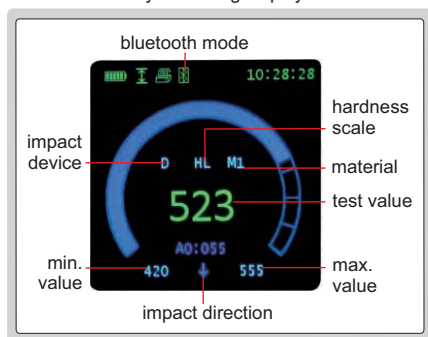 bluetooth mode
10:28:28
hardness
scale
impact
device
D HL M1
material
523
test value
A0:055
min.
value
420
555
max.
value
impact direction